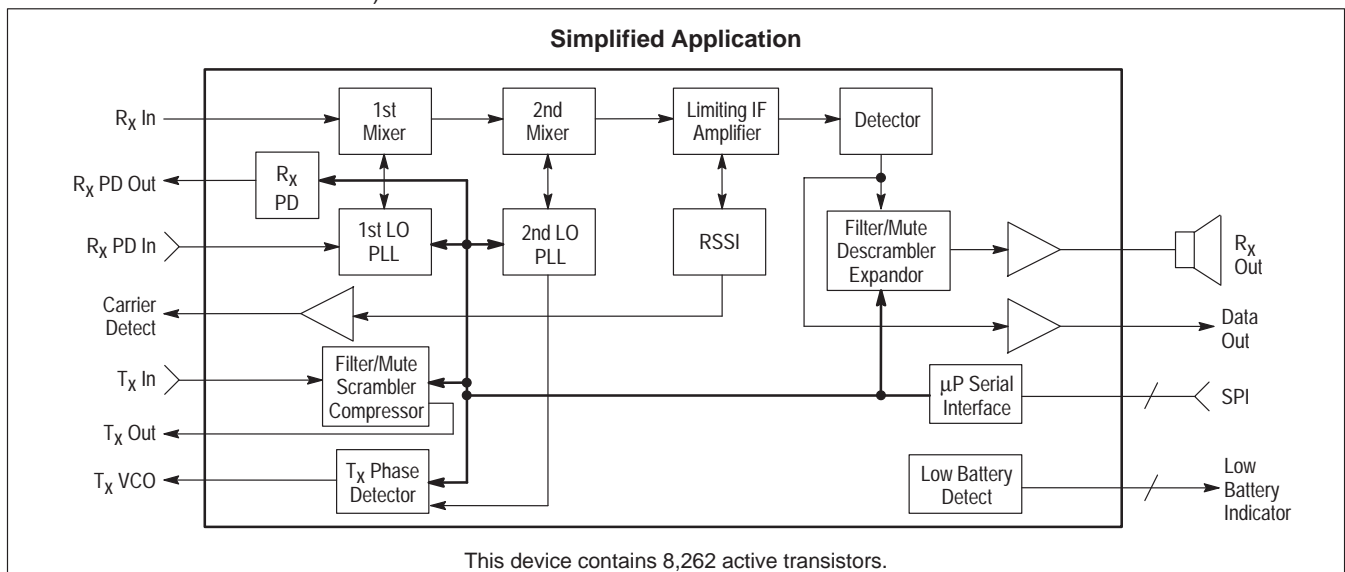 Simplified Application
Rx In
1st
Mixer
2nd
Mixer
Limiting IF
Amplifier
Detector
Rx PD Out
Rx
PD
Rx PD In
1st LO
PLL
2nd LO
PLL
RSSI
Filter/Mute
Descrambler
Expandor
Rx
Out
Carrier
Detect
Data
Out
Tx In
Filter/Mute
Scrambler
Compressor
µP Serial
Interface
SPI
Tx Out
Tx VCO
Tx Phase
Detector
Low Battery
Detect
Low
Battery
Indicator
This device contains 8,262 active transistors.